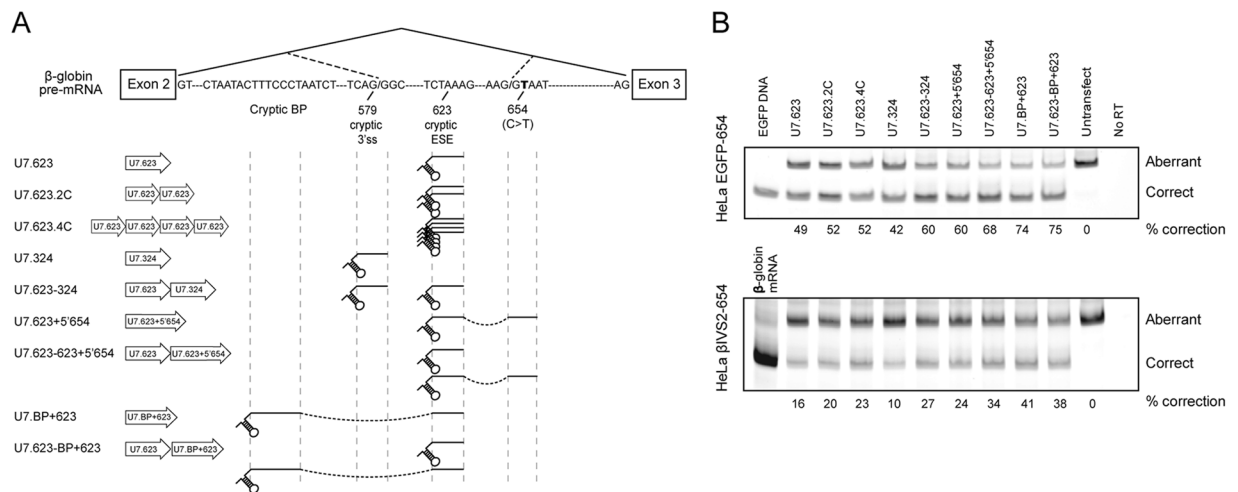 A
β-globin pre-mRNA
Exon 2
GT---CTAATACTTTCCCTAATCT---TCAG/GGC---TCTAAAG-----AAG/GTAAT---------------AG
Exon 3
Cryptic BP
579 cryptic 3'ss
623 cryptic ESE
654 (C>T)
U7.623
U7.623
U7.623.2C
U7.623 U7.623
U7.623.4C
U7.623 U7.623 U7.623 U7.623
U7.324
U7.324
U7.623-324
U7.623 U7.324
U7.623+5'654
U7.623+5'654
U7.623-623+5'654
U7.623 U7.623+5'654
U7.BP+623
U7.BP+623
U7.623-BP+623
U7.623 U7.BP+623
B
HeLa EGFP-654
EGFP DNA
U7.623
U7.623.2C
U7.623.4C
U7.324
U7.623-324
U7.623+5'654
U7.623-623+5'654
U7.BP+623
U7.623-BP+623
Untransfect
No RT
Aberrant
Correct
49 52 52 42 60 60 68 74 75 0 % correction
HeLa βIVS2-654
β-globin mRNA
Aberrant
Correct
16 20 23 10 27 24 34 41 38 0 % correction